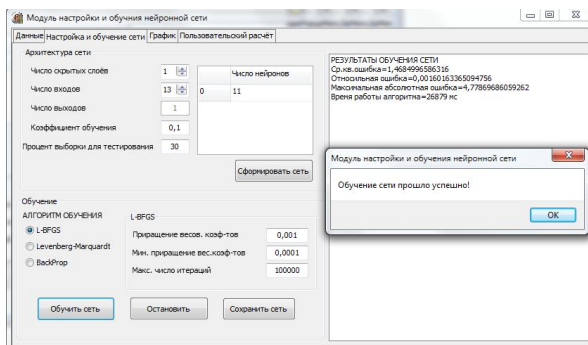 Модуль настройки и обучния нейронной сети
Данные Настройка и обучение сети График Пользовательский расчёт
Архитектура сети
Число скрытых слоёв 1
Число входов 13
Число выходов 1
Коэффициент обучения 0,1
Процент выборки для тестирования 30
Число нейронов
0 11
Сформировать сеть
Обучение
АЛГОРИТМ ОБУЧЕНИЯ
L-BFGS
Levenberg-Marquardt
BackProp
L-BFGS
Приращение весов. коэф-тов 0,001
Мин. приращение вес.коэф-тов 0,0001
Макс. число итераций 100000
Обучить сеть
Остановить
Сохранить сеть
РЕЗУЛЬТАТЫ ОБУЧЕНИЯ СЕТИ
Ср.кв.ошибка=1,4684996586316
Относильная ошибка=0,00160163365094756
Максимальная абсолютная ошибка=4,77869686059262
Время работы алгоритма=26879 мс
Модуль настройки и обучения нейронной сети
Обучение сети прошло успешно!
OK